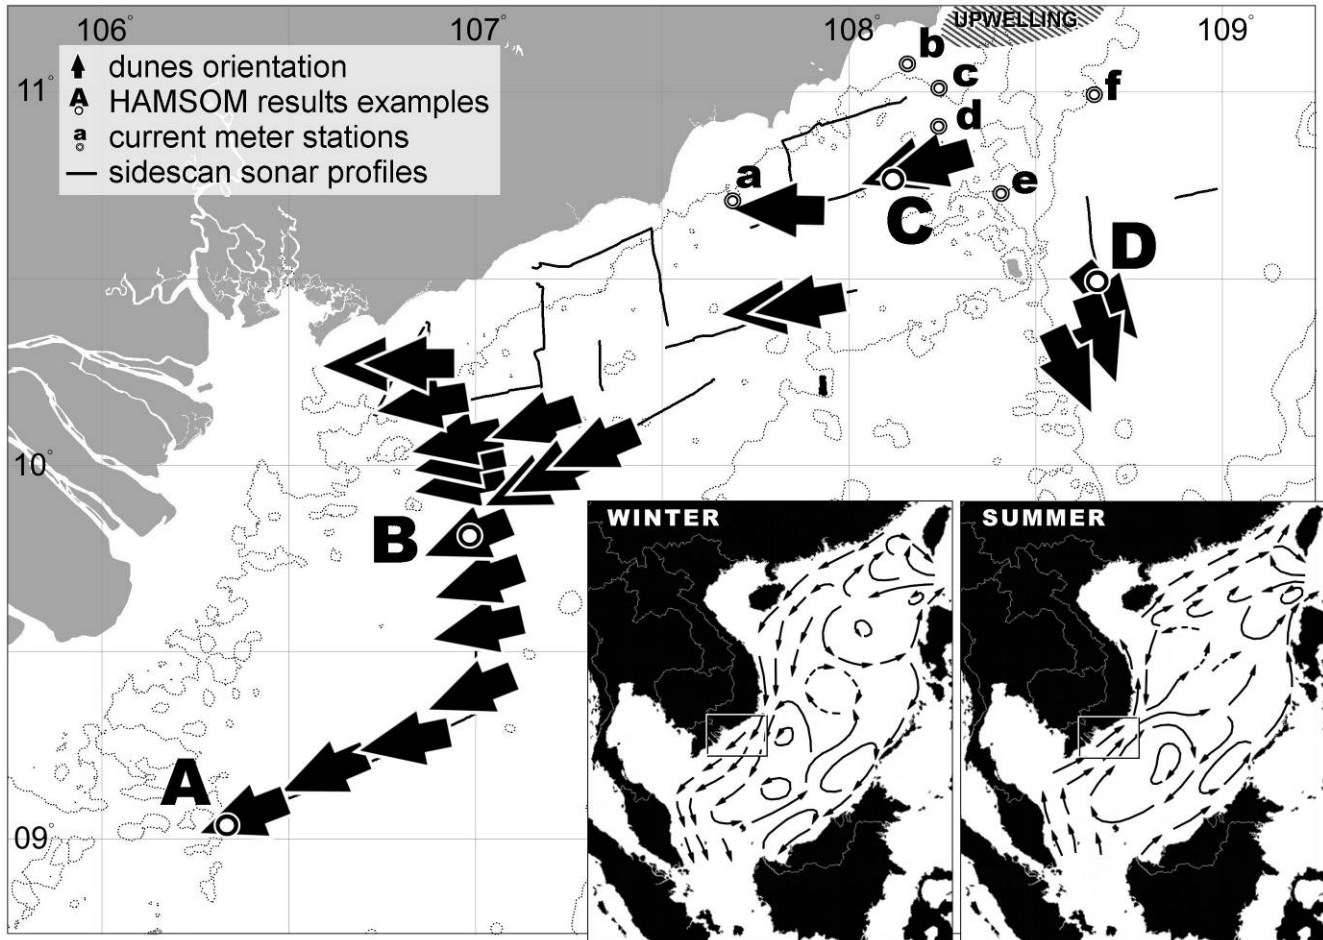 106° 107° 108° 109°
UPWELLING
dunes orientation
A HAMSOM results examples
a current meter stations
sidescan sonar profiles
11°
b
c
f
d
a
e
C
D
10°
B
WINTER
SUMMER
A
09°